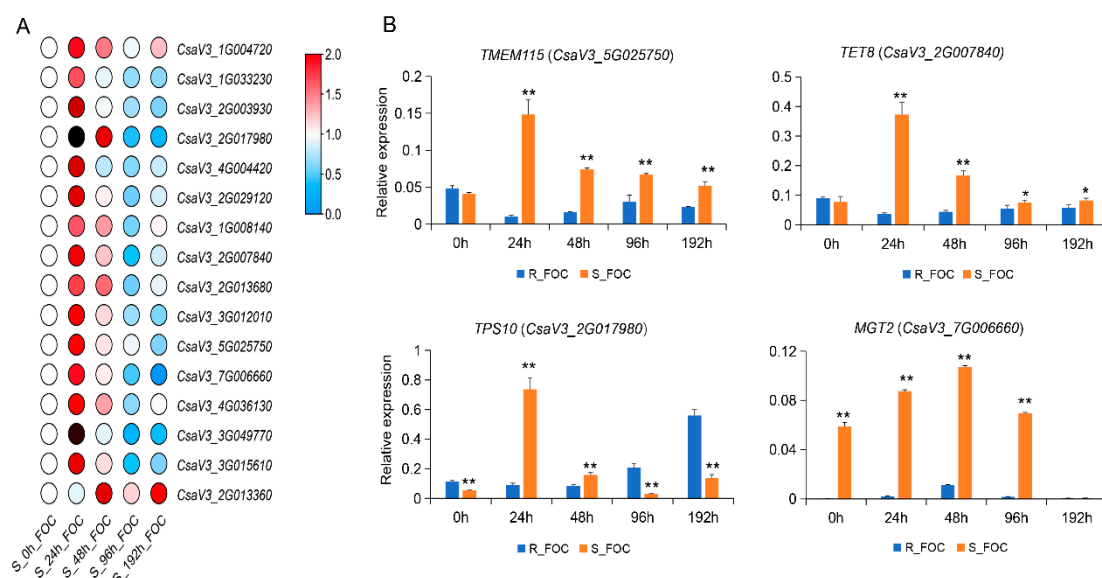 A
CsaV3_1G004720
CsaV3_1G033230
CsaV3_2G003930
CsaV3_2G017980
CsaV3_4G004420
CsaV3_2G029120
CsaV3_1G008140
CsaV3_2G007840
CsaV3_2G013680
CsaV3_3G012010
CsaV3_5G025750
CsaV3_7G006660
CsaV3_4G036130
CsaV3_3G049770
CsaV3_3G015610
CsaV3_2G013360
S_0h_FOC
S_24h_FOC
S_48h_FOC
S_96h_FOC
S_192h_FOC
2.0
1.5
1.0
0.5
0.0
B
TMEM115 (CsaV3_5G025750)
Relative expression
0.2
0.15
0.1
0.05
0
** ** ** **
0h 24h 48h 96h 192h
R_FOC S_FOC
TET8 (CsaV3_2G007840)
0.5
0.4
0.3
0.2
0.1
0
** ** * *
0h 24h 48h 96h 192h
R_FOC S_FOC
TPS10 (CsaV3_2G017980)
Relative expression
1
0.8
0.6
0.4
0.2
0
** ** ** ** **
0h 24h 48h 96h 192h
R_FOC S_FOC
MGT2 (CsaV3_7G006660)
0.12
0.08
0.04
0
** ** ** **
0h 24h 48h 96h 192h
R_FOC S_FOC